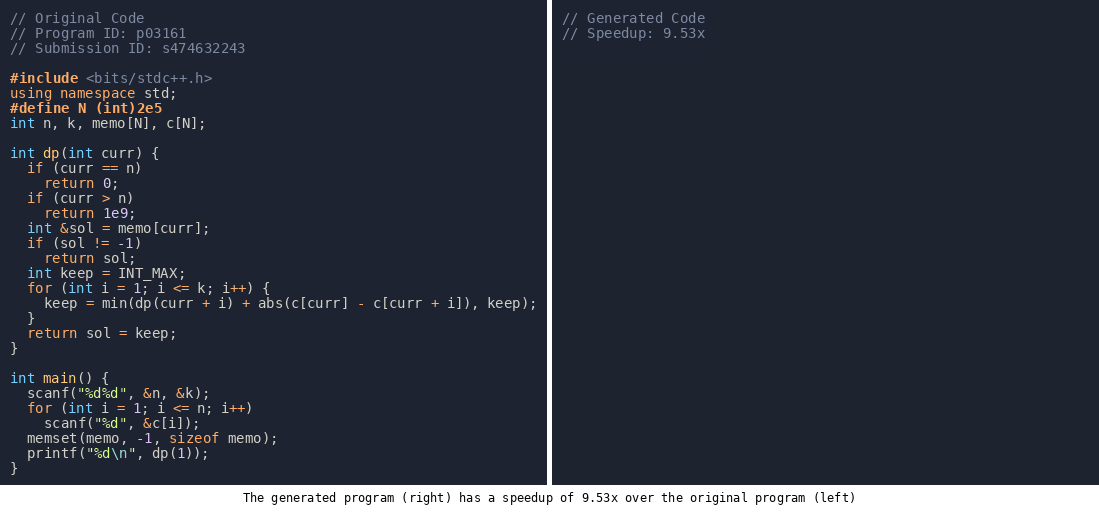 // Original Code
// Program ID: p03161
// Submission ID: s474632243

#include <bits/stdc++.h>
using namespace std;
#define N (int)2e5
int n, k, memo[N], c[N];

int dp(int curr) {
  if (curr == n)
    return 0;
  if (curr > n)
    return 1e9;
  int &sol = memo[curr];
  if (sol != -1)
    return sol;
  int keep = INT_MAX;
  for (int i = 1; i <= k; i++) {
    keep = min(dp(curr + i) + abs(c[curr] - c[curr + i]), keep);
  }
  return sol = keep;
}

int main() {
  scanf("%d%d", &n, &k);
  for (int i = 1; i <= n; i++)
    scanf("%d", &c[i]);
  memset(memo, -1, sizeof memo);
  printf("%d\n", dp(1));
}
// Generated Code
// Speedup: 9.53x
The generated program (right) has a speedup of 9.53x over the original program (left)